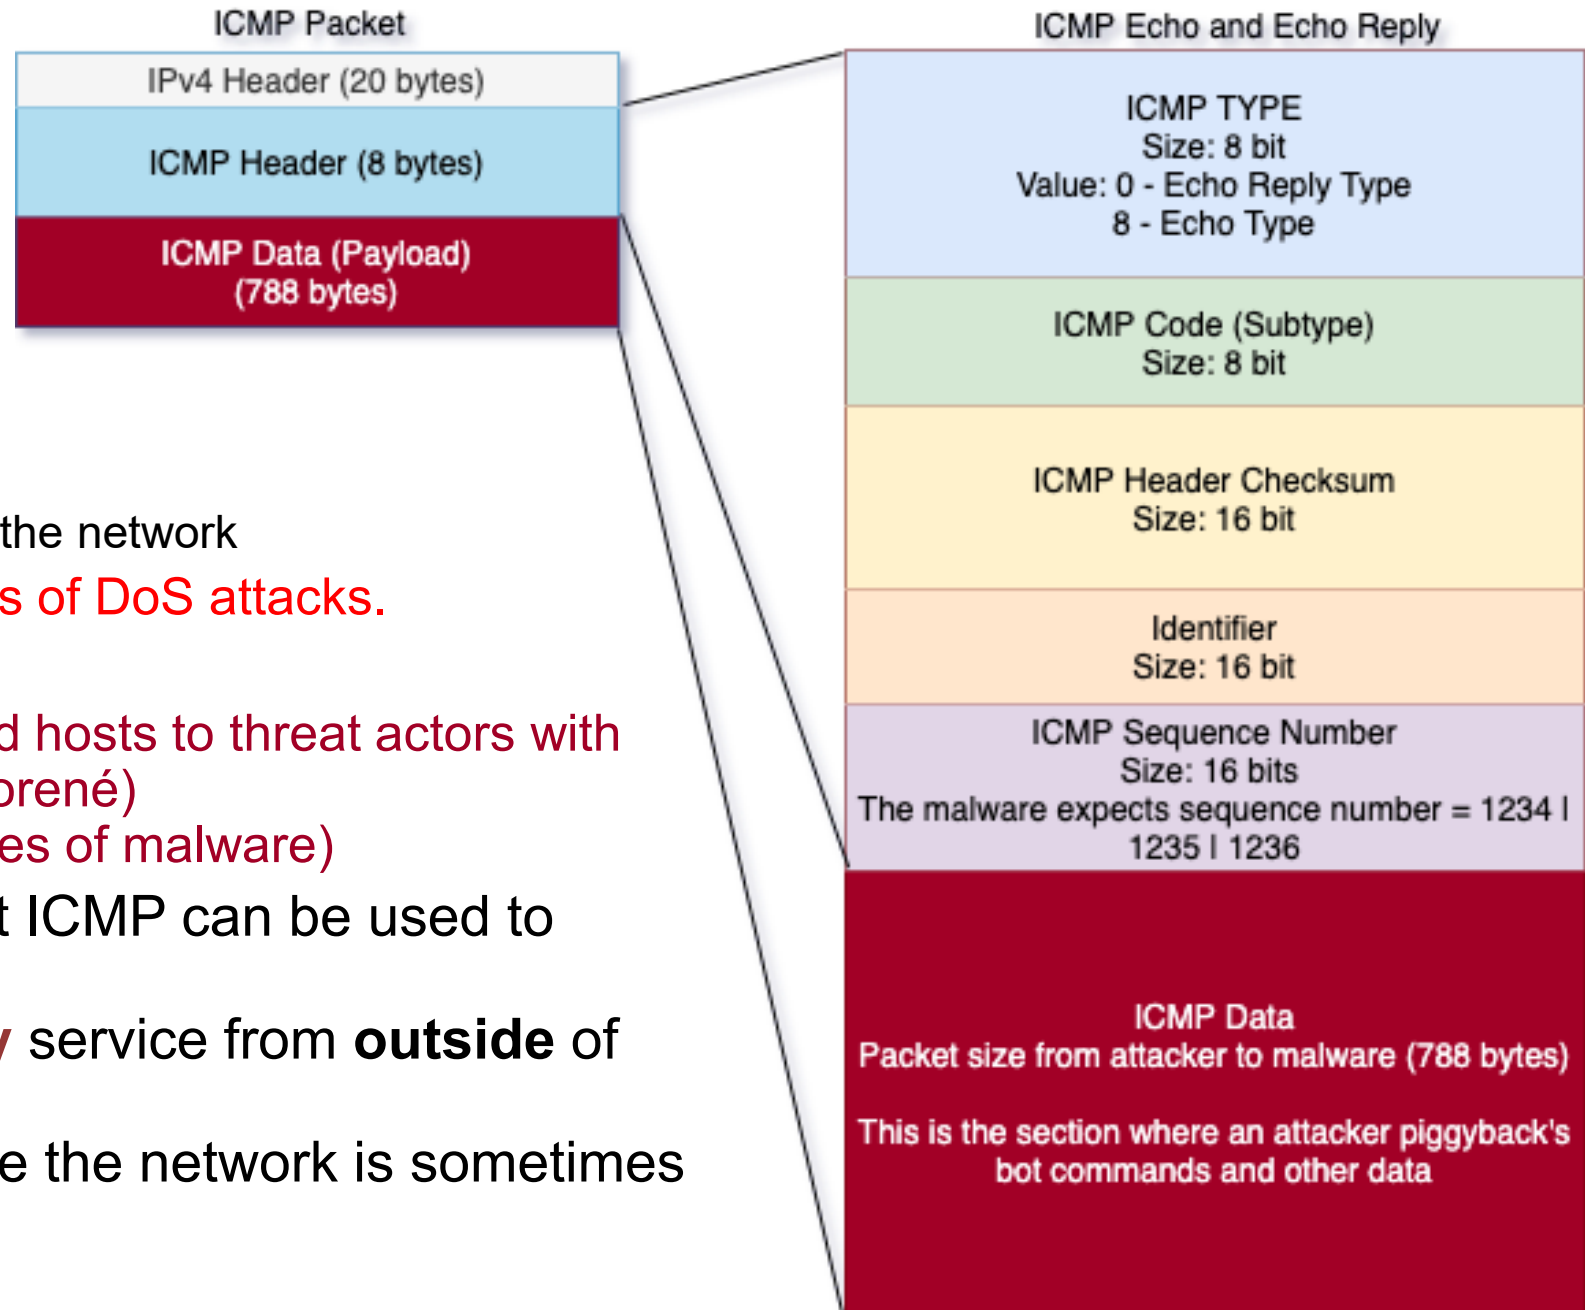 ICMP Packet
IPv4 Header (20 bytes)
ICMP Header (8 bytes)
ICMP Data (Payload)
(788 bytes)
ICMP Echo and Echo Reply
ICMP TYPE
Size: 8 bit
Value: 0 - Echo Reply Type
8 - Echo Type
ICMP Code (Subtype)
Size: 8 bit
ICMP Header Checksum
Size: 16 bit
Identifier
Size: 16 bit
ICMP Sequence Number
Size: 16 bits
The malware expects sequence number = 1234 |
1235 | 1236
ICMP Data
Packet size from attacker to malware (788 bytes)
This is the section where an attacker piggyback's
bot commands and other data
the network
s of DoS attacks.
d hosts to threat actors with
orené)
es of malware)
t ICMP can be used to
y service from outside of
e the network is sometimes